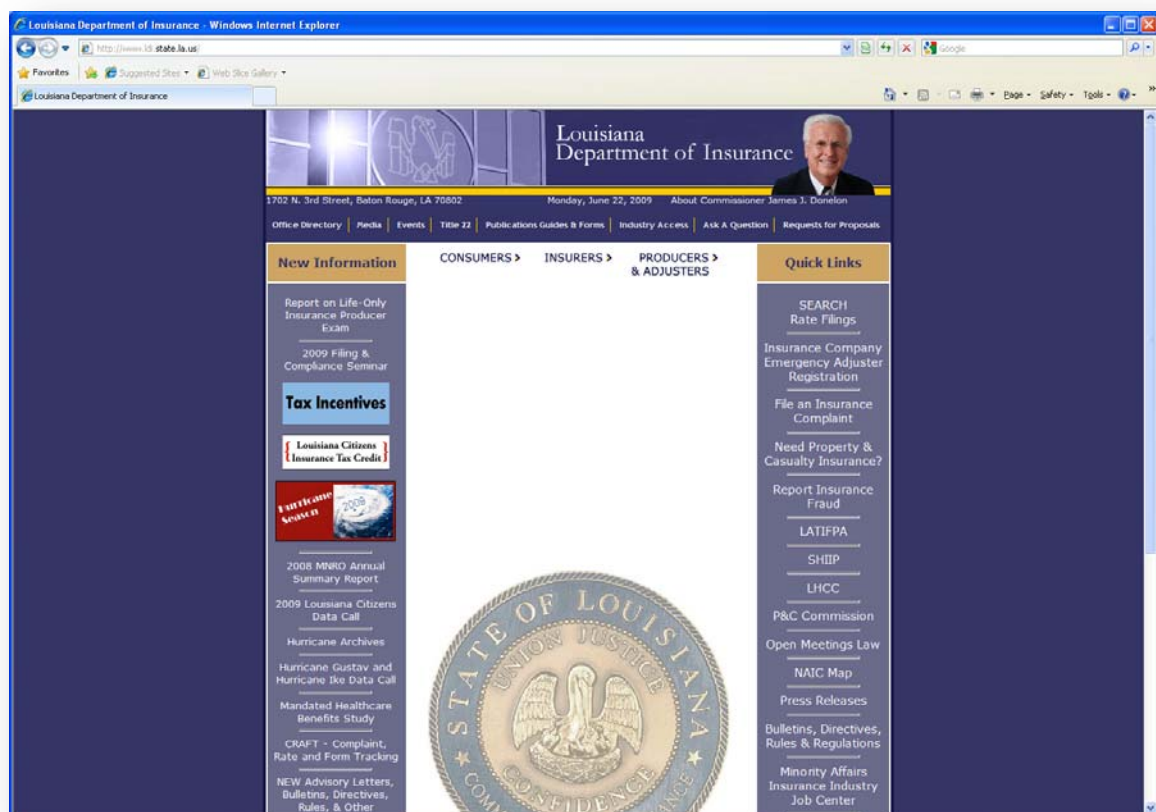 Louisiana Department of Insurance - Windows Internet Explorer
http://www.ldi.state.la.us/
Google
Favorites
Suggested Sites
Web Slice Gallery
Louisiana Department of Insurance
Page
Safety
Tools
Louisiana
Department of Insurance
1702 N. 3rd Street, Baton Rouge, LA 70802
Monday, June 22, 2009
About Commissioner James J. Donelon
Office Directory
Media
Events
Title 22
Publications Guides & Forms
Industry Access
Ask A Question
Requests for Proposals
New Information
Report on Life-Only
Insurance Producer
Exam
2009 Filing &
Compliance Seminar
Tax Incentives
Louisiana Citizens
Insurance Tax Credit
Hurricane
Season
2009
2008 MNRO Annual
Summary Report
2009 Louisiana Citizens
Data Call
Hurricane Archives
Hurricane Gustav and
Hurricane Ike Data Call
Mandated Healthcare
Benefits Study
CRAFT - Complaint,
Rate and Form Tracking
NEW Advisory Letters,
Bulletins, Directives,
Rules, & Other
CONSUMERS >
INSURERS >
PRODUCERS >
& ADJUSTERS
STATE OF LOUISIANA
UNION JUSTICE
CONFIDENCE
Quick Links
SEARCH
Rate Filings
Insurance Company
Emergency Adjuster
Registration
File an Insurance
Complaint
Need Property &
Casualty Insurance?
Report Insurance
Fraud
LATIFPA
SHIIP
LHCC
P&C Commission
Open Meetings Law
NAIC Map
Press Releases
Bulletins, Directives,
Rules & Regulations
Minority Affairs
Insurance Industry
Job Center